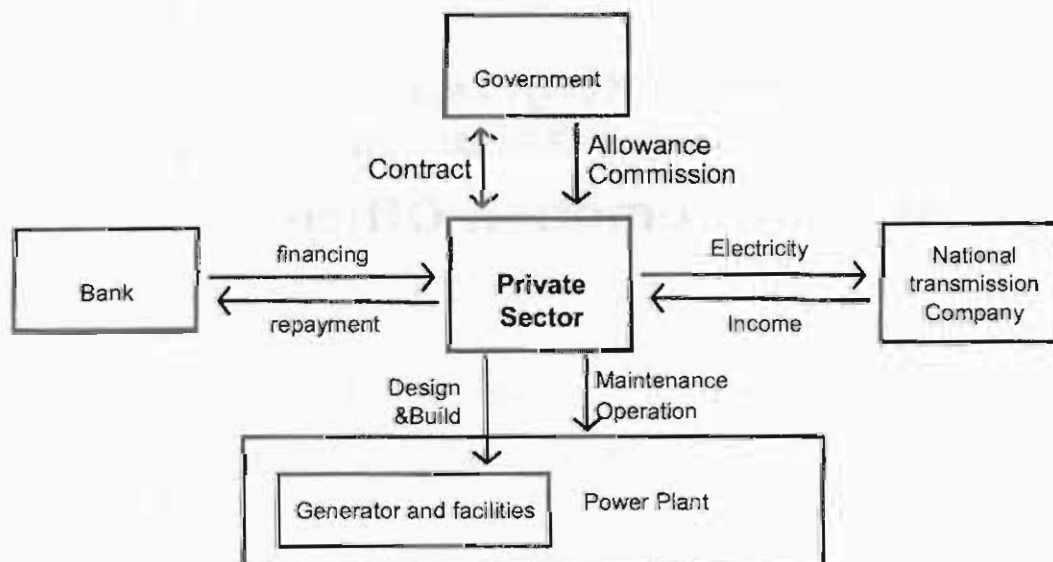 Government
Contract
Allowance
Commission
Bank
financing
repayment
Private
Sector
Electricity
Income
National
transmission
Company
Design
&Build
Maintenance
Operation
Generator and facilities
Power Plant